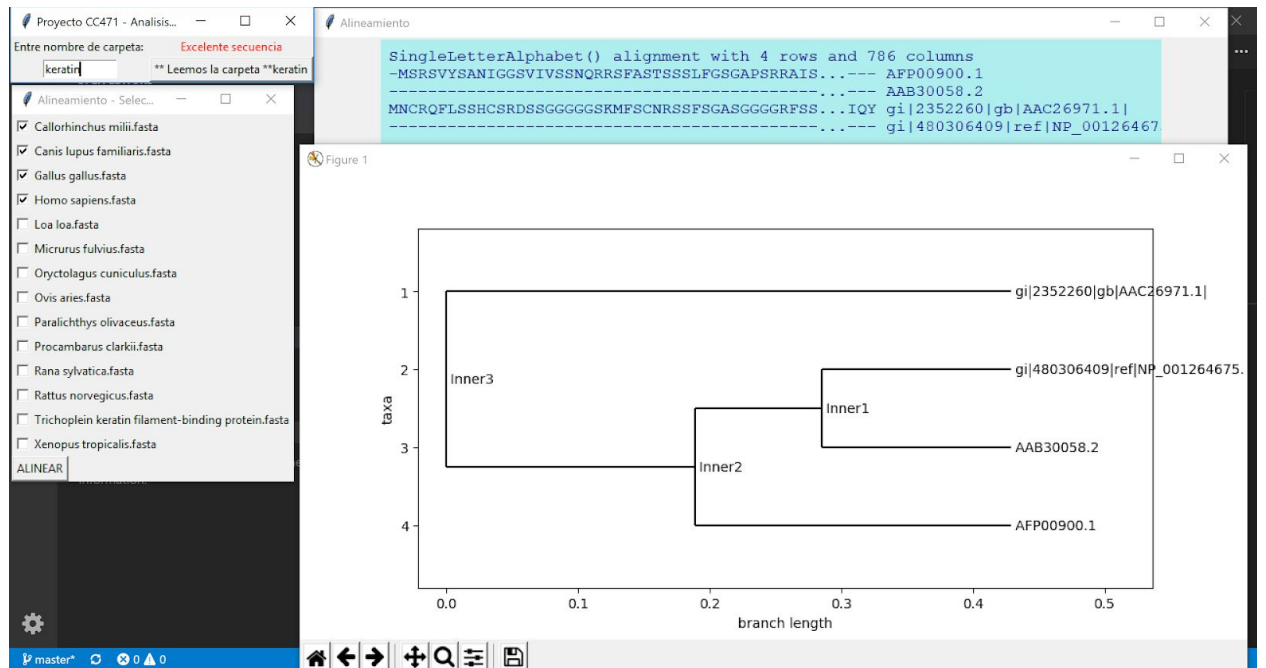 Proyecto CC471 - Analisis...
Entre nombre de carpeta: Excelente secuencia
keratin ** Leemos la carpeta **keratin
Alineamiento - Selec...
Callorhinchus milii.fasta
Canis lupus familiaris.fasta
Gallus gallus.fasta
Homo sapiens.fasta
Loa loa.fasta
Micrurus fulvius.fasta
Oryctolagus cuniculus.fasta
Ovis aries.fasta
Paralichthys olivaceus.fasta
Procambarus clarkii.fasta
Rana sylvatica.fasta
Rattus norvegicus.fasta
Trichoplein keratin filament-binding protein.fasta
Xenopus tropicalis.fasta
ALINEAR
Alineamiento
SingleLetterAlphabet() alignment with 4 rows and 786 columns
-MSRSVYSANIGGSVIVSSNQRRSFASTSSSLFGSGAPSRRAIS...--- AFP00900.1
--------------------------------------------...--- AAB30058.2
MNCRQFLSSHCSRDSSGGGGGSKMFSCNRSSFSGASGGGGRFSS...IQY gi|2352260|gb|AAC26971.1|
--------------------------------------------...--- gi|480306409|ref|NP_00126467
Figure 1
gi|2352260|gb|AAC26971.1|
gi|480306409|ref|NP_001264675.
AAB30058.2
AFP00900.1
Inner3
Inner1
Inner2
taxa
1
2
3
4
0.0 0.1 0.2 0.3 0.4 0.5
branch length
master* 0 0